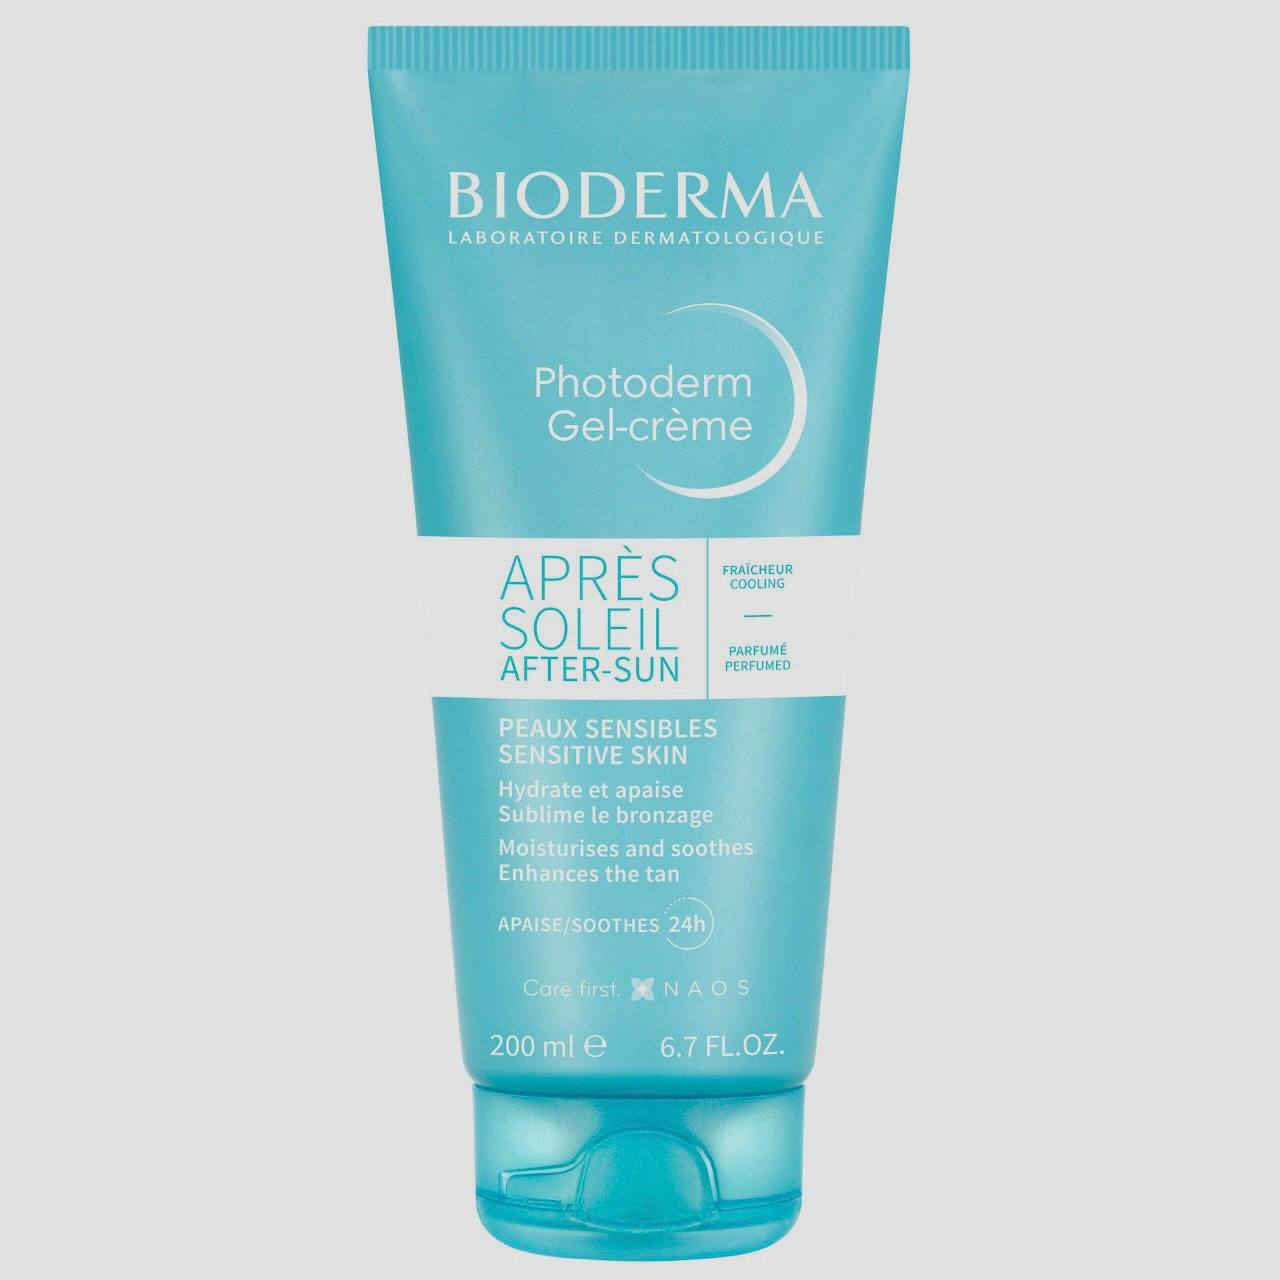 BIODERMA
LABORATOIRE DERMATOLOGIQUE
Photoderm
Gel-crème
APRÈS
SOLEIL
AFTER-SUN
FRAÎCHEUR
COOLING
PARFUMÉ
PERFUMED
PEAUX SENSIBLES
SENSITIVE SKIN
Hydrate et apaise
Sublime le bronzage
Moisturises and soothes
Enhances the tan
APAISE/SOOTHES 24h
Care first. NAOS
200 ml ℮ 6.7 FL.OZ.